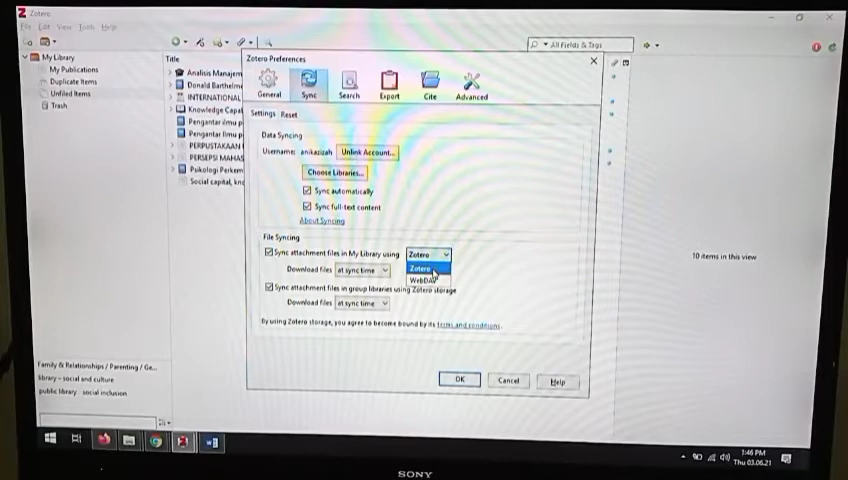 Zotero
File Edit View Tools Help
All Fields & Tags
My Library
My Publications
Duplicate Items
Unfiled Items
Trash
Title
Analisis Manajem
Donald Barthelme
INTERNATIONAL
Knowledge Capa
Pengantar ilmu p
Pengantar Ilmu p
PERPUSTAKAAN
PERSEPSI MAHAS
Psikologi Perkem
Social capital, kno
Zotero Preferences
General Sync Search Export Cite Advanced
Settings Reset
Data Syncing
Username: anikazizah Unlink Account...
Choose Libraries...
Sync automatically
Sync full-text content
About Syncing
File Syncing
Sync attachment files in My Library using Zotero
Zotero
WebDAV
Download files at sync time
Sync attachment files in group libraries using Zotero storage
Download files at sync time
By using Zotero storage, you agree to become bound by its terms and conditions.
OK Cancel Help
10 items in this view
Family & Relationships / Parenting / Ge...
library - social and culture
public library social inclusion
1:46 PM
Thu 03.06.21
SONY